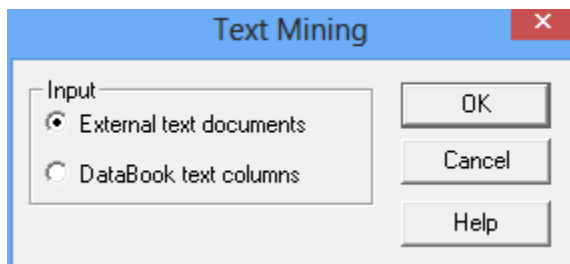 Text Mining
Input
External text documents
DataBook text columns
OK
Cancel
Help